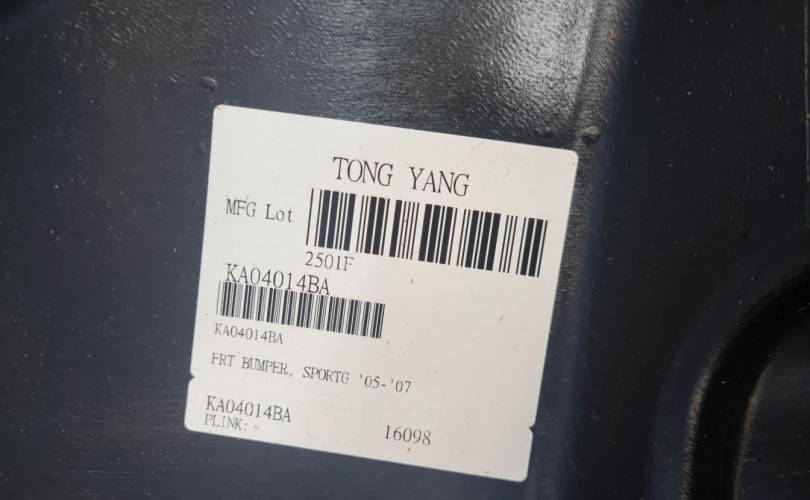 TONG YANG
MFG Lot
2501F
KA04014BA
KA04014BA
FRT BUMPER, SPORTG '05-'07
KA04014BA
PLINK: 16098